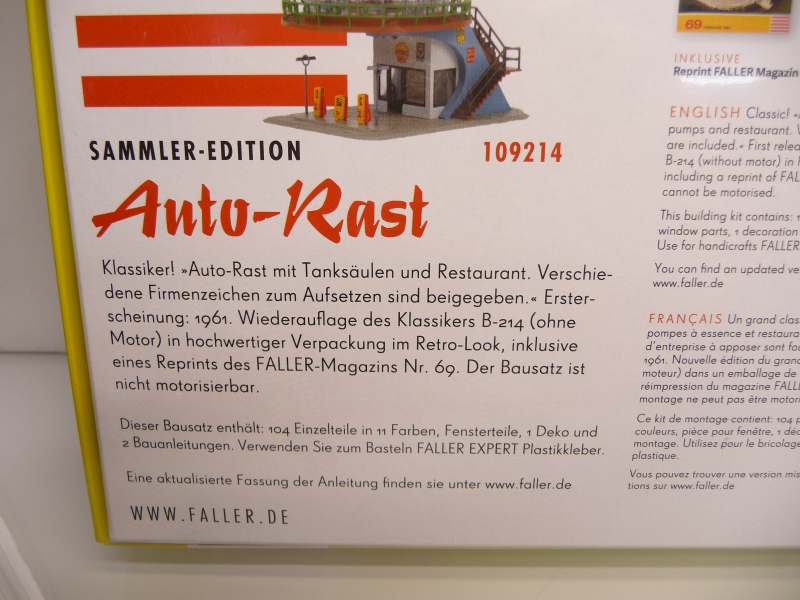 SAMMLER-EDITION
109214
Auto-Rast
Klassiker! »Auto-Rast mit Tanksäulen und Restaurant. Verschie-
dene Firmenzeichen zum Aufsetzen sind beigegeben.« Erster-
scheinung: 1961. Wiederauflage des Klassikers B-214 (ohne
Motor) in hochwertiger Verpackung im Retro-Look, inklusive
eines Reprints des FALLER-Magazins Nr. 69. Der Bausatz ist
nicht motorisierbar.
Dieser Bausatz enthält: 104 Einzelteile in 11 Farben, Fensterteile, 1 Deko und
2 Bauanleitungen. Verwenden Sie zum Basteln FALLER EXPERT Plastikkleber.
Eine aktualisierte Fassung der Anleitung finden sie unter www.faller.de
WWW.FALLER.DE
69
INKLUSIVE
Reprint FALLER Magazin
ENGLISH Classic!
pumps and restaurant.
are included.« First
B-214 (without motor) in
including a reprint of
cannot be motorised.
This building kit contains:
window parts, 1 decoration
Use for handicrafts FALLER
You can find an updated
www.faller.de
FRANÇAIS Un grand
pompes à essence et
d'entreprise à apposer sont
1961. Nouvelle édition du
moteur) dans un emballage de
réimpression du magazine
montage ne peut pas être
Ce kit de montage contient: 104
couleurs, pièce pour fenêtre, 1
montage. Utilisez pour le
plastique.
Vous pouvez trouver une version
tions sur www.faller.de